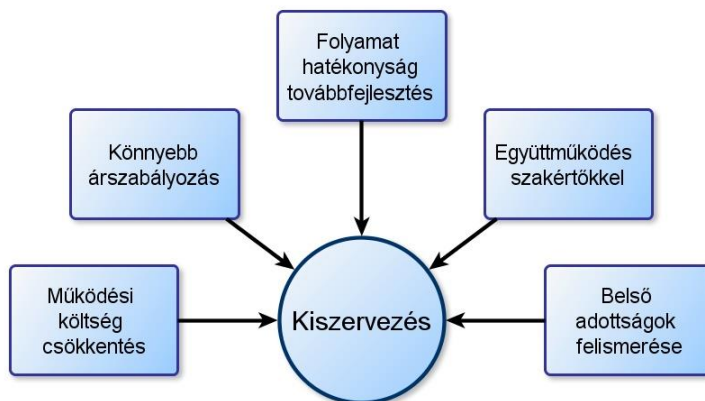 Folyamat
hatékonyság
továbbfejlesztés
Könnyebb
árszabályozás
Együttműködés
szakértőkkel
Működési
költség
csökkentés
Kiszervezés
Belső
adottságok
felismerése